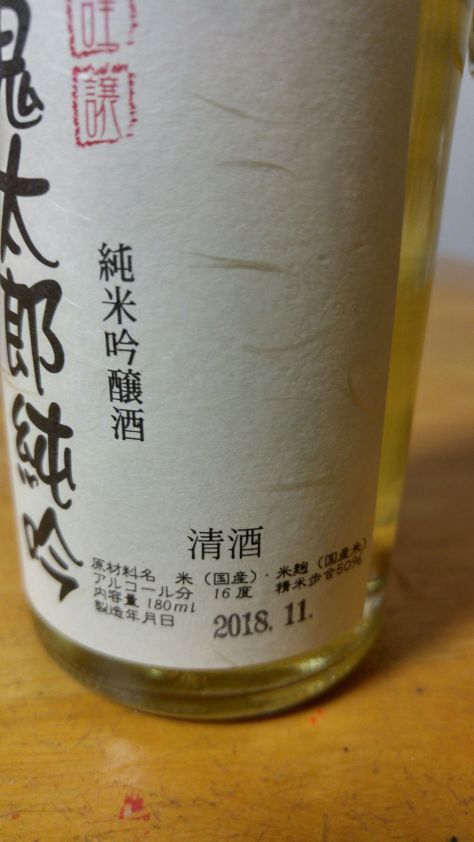 謹醸
鬼太郎純吟
純米吟醸酒
清酒
原材料名 米(国産)・米麹(国産米)
アルコール分 16度 精米歩合50%
内容量 180ml
製造年月日 2018. 11.